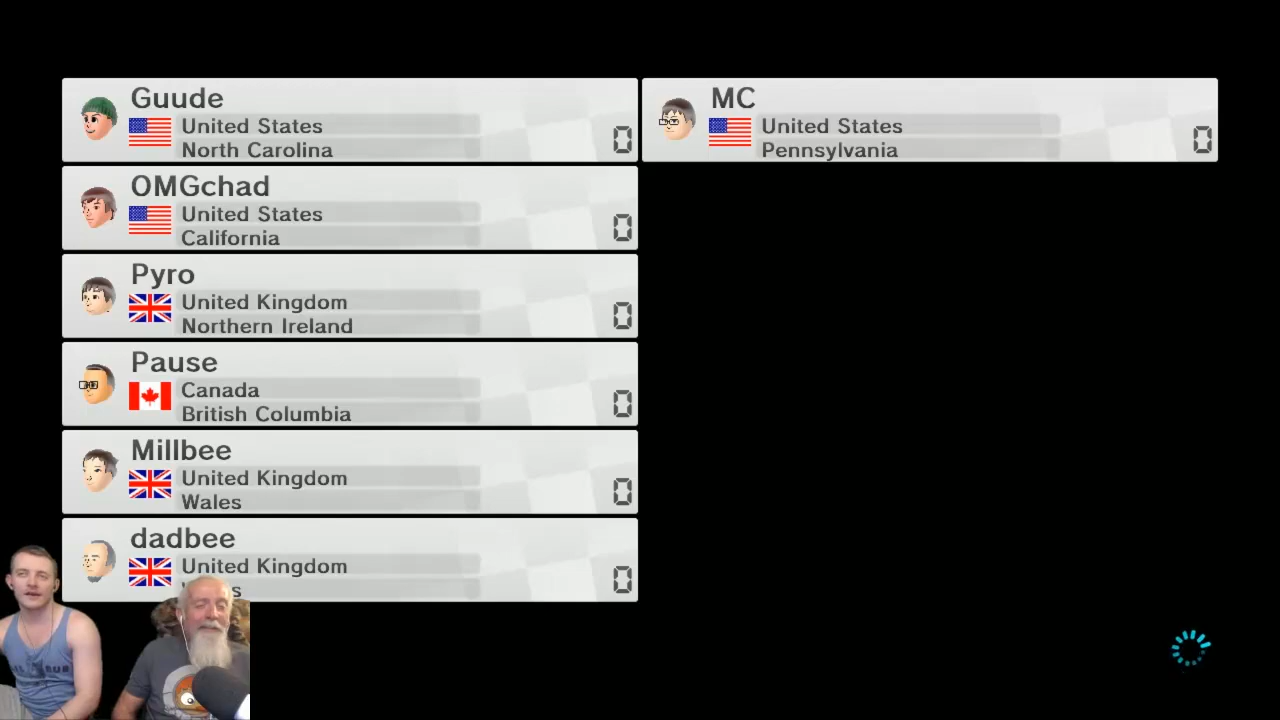 Guude
United States
North Carolina
0
OMGchad
United States
California
0
Pyro
United Kingdom
Northern Ireland
0
Pause
Canada
British Columbia
0
Millbee
United Kingdom
Wales
0
dadbee
United Kingdom
0
MC
United States
Pennsylvania
0